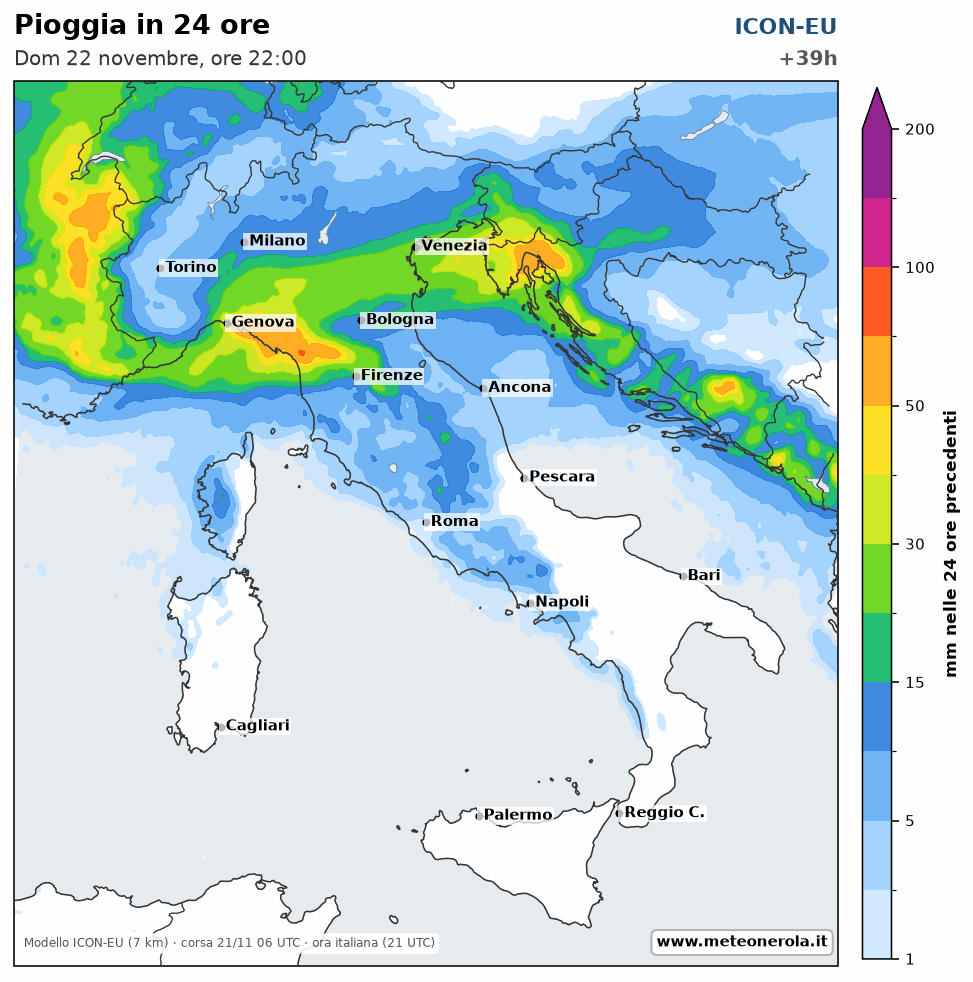 Pioggia in 24 ore
ICON-EU
Dom 22 novembre, ore 22:00
+39h
200
100
50
30
15
5
1
mm nelle 24 ore precedenti
Venezia
Milano
Torino
Genova
Bologna
Firenze
Ancona
Pescara
Roma
Bari
Napoli
Cagliari
Palermo
Reggio C.
Modello ICON-EU (7 km) · corsa 21/11 06 UTC · ora italiana (21 UTC)
www.meteonerola.it